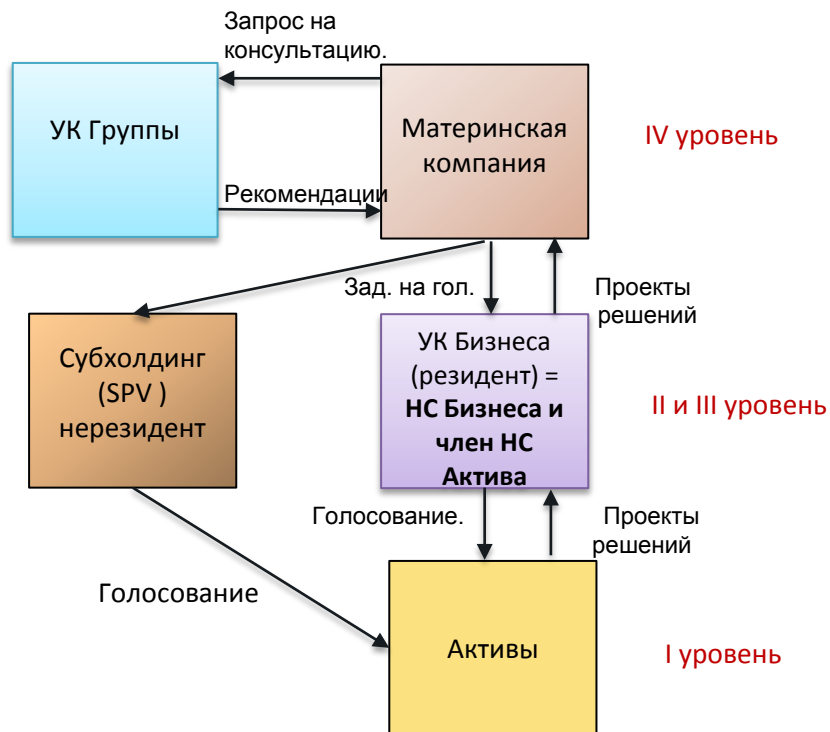 Запрос на
консультацию.
УК Группы
Материнская
компания
IV уровень
Рекомендации
Зад. на гол.
Проекты
решений
Субхолдинг
(SPV )
нерезидент
УК Бизнеса
(резидент) =
НС Бизнеса и
член НС
Актива
II и III уровень
Голосование.
Проекты
решений
Голосование
Активы
I уровень